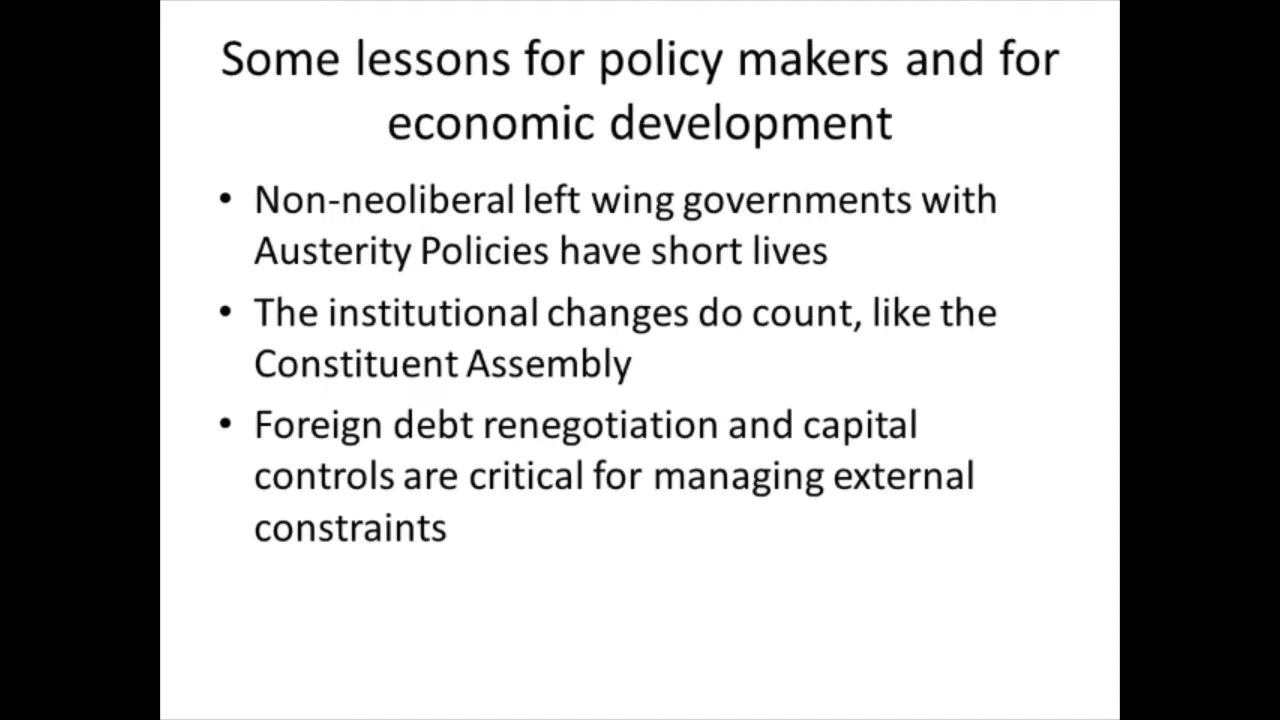 Some lessons for policy makers and for
economic development
• Non-neoliberal left wing governments with
Austerity Policies have short lives
• The institutional changes do count, like the
Constituent Assembly
• Foreign debt renegotiation and capital
controls are critical for managing external
constraints